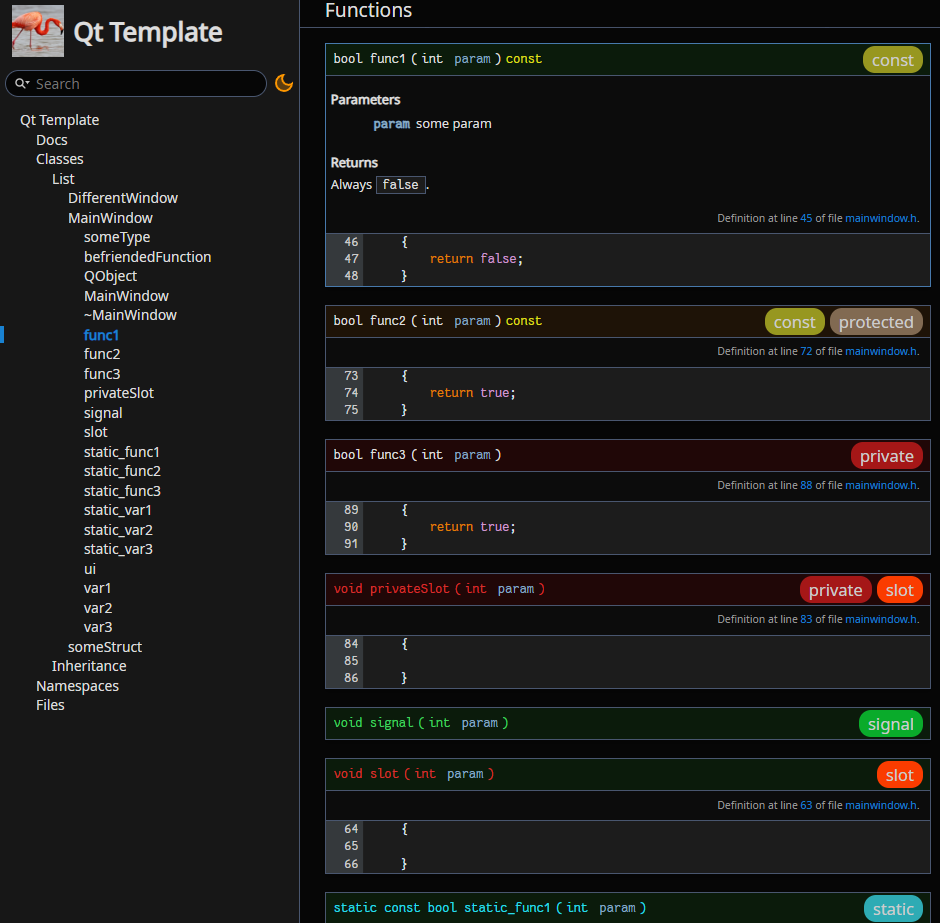 Qt Template
Search
Qt Template
Docs
Classes
List
DifferentWindow
MainWindow
someType
befriendedFunction
QObject
MainWindow
~MainWindow
func1
func2
func3
privateSlot
signal
slot
static_func1
static_func2
static_func3
static_var1
static_var2
static_var3
ui
var1
var2
var3
someStruct
Inheritance
Namespaces
Files
Functions
bool func1 ( int param ) const const
Parameters
param some param
Returns
Always false .
Definition at line 45 of file mainwindow.h.
46 {
47 return false;
48 }
bool func2 ( int param ) const const protected
Definition at line 72 of file mainwindow.h.
73 {
74 return true;
75 }
bool func3 ( int param ) private
Definition at line 88 of file mainwindow.h.
89 {
90 return true;
91 }
void privateSlot ( int param ) private slot
Definition at line 83 of file mainwindow.h.
84 {
85
86 }
void signal ( int param ) signal
void slot ( int param ) slot
Definition at line 63 of file mainwindow.h.
64 {
65
66 }
static const bool static_func1 ( int param ) static